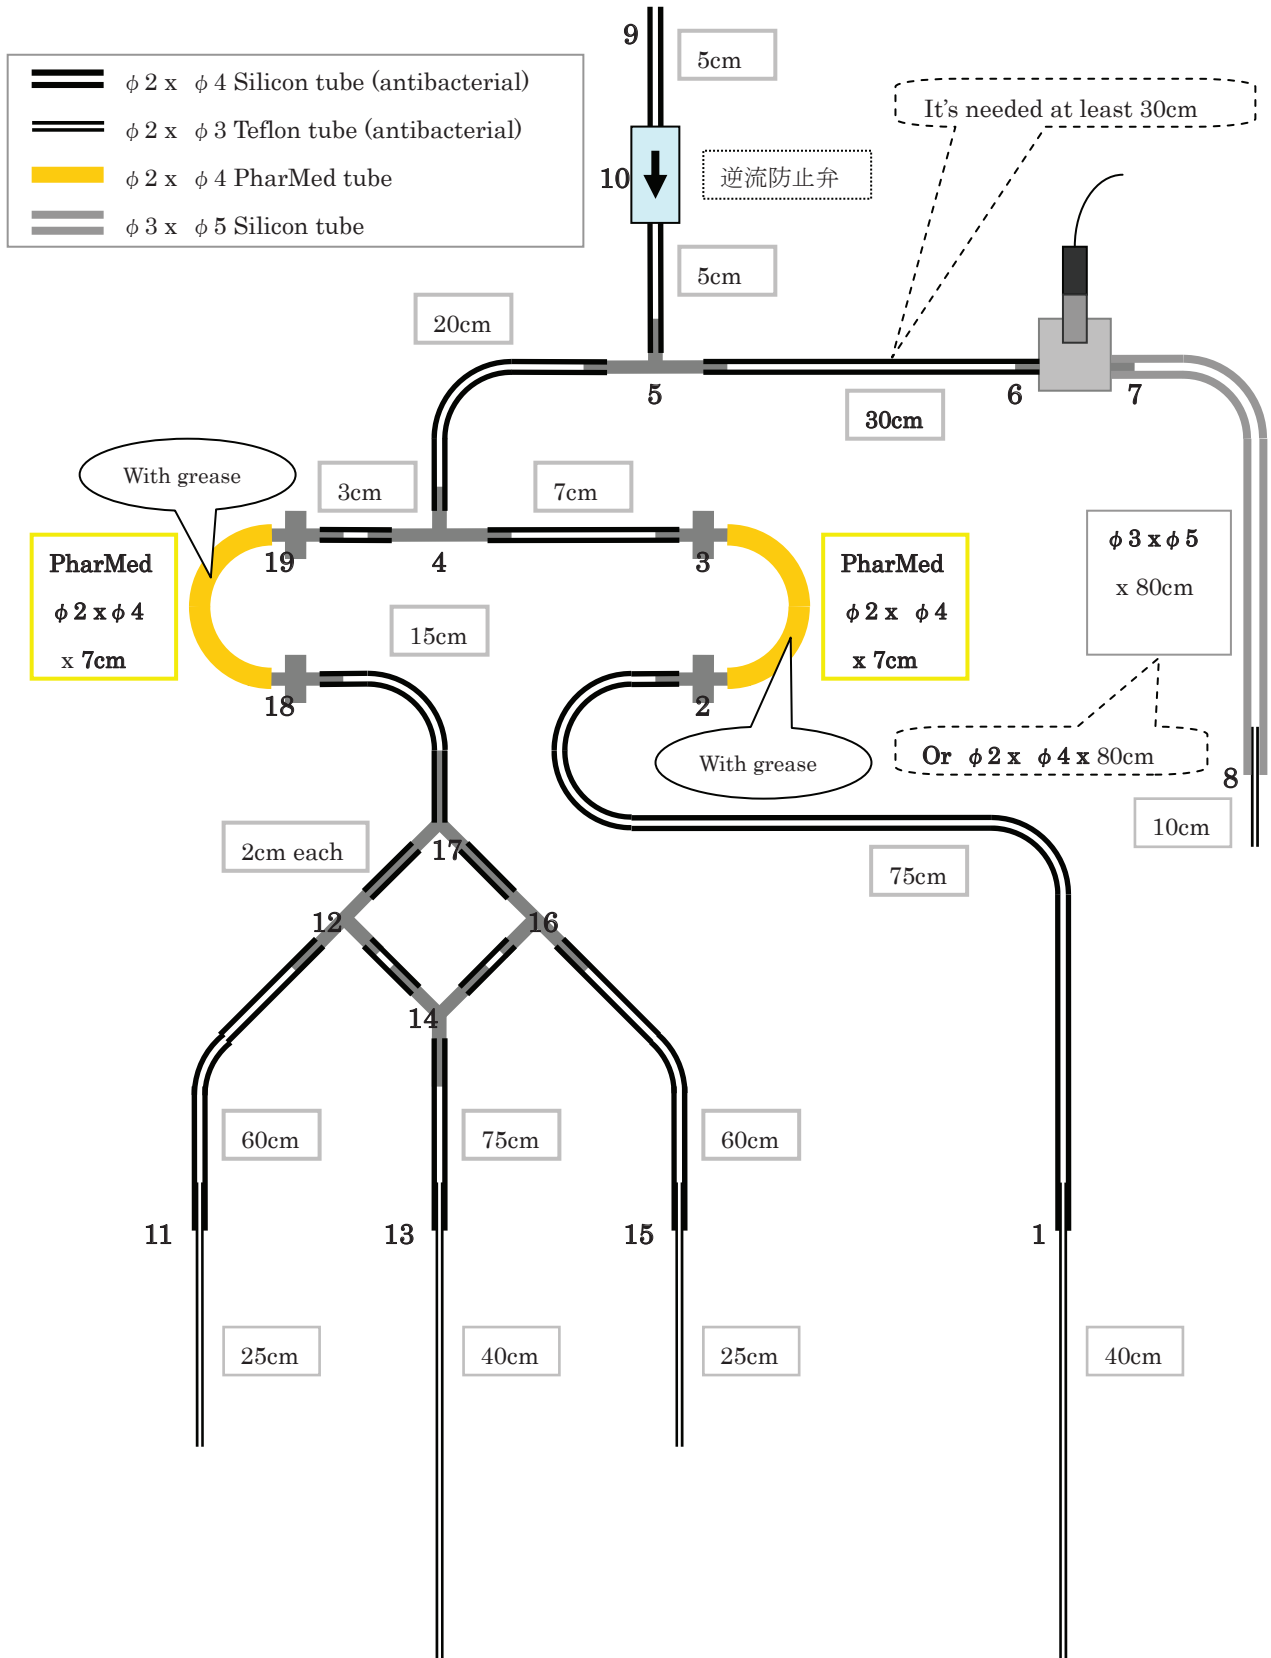 φ2 x φ4 Silicon tube (antibacterial)
φ2 x φ3 Teflon tube (antibacterial)
φ2 x φ4 PharMed tube
φ3 x φ5 Silicon tube
9
5cm
It's needed at least 30cm
10
逆流防止弁
5cm
20cm
5
6
7
30cm
With grease
3cm
7cm
19
4
3
PharMed
φ2 x φ4
x 7cm
PharMed
φ2 x φ4
x 7cm
φ3 x φ5
x 80cm
15cm
18
2
With grease
Or φ2 x φ4 x 80cm
8
10cm
2cm each
17
75cm
12
16
14
60cm
75cm
60cm
11
13
15
1
25cm
40cm
25cm
40cm